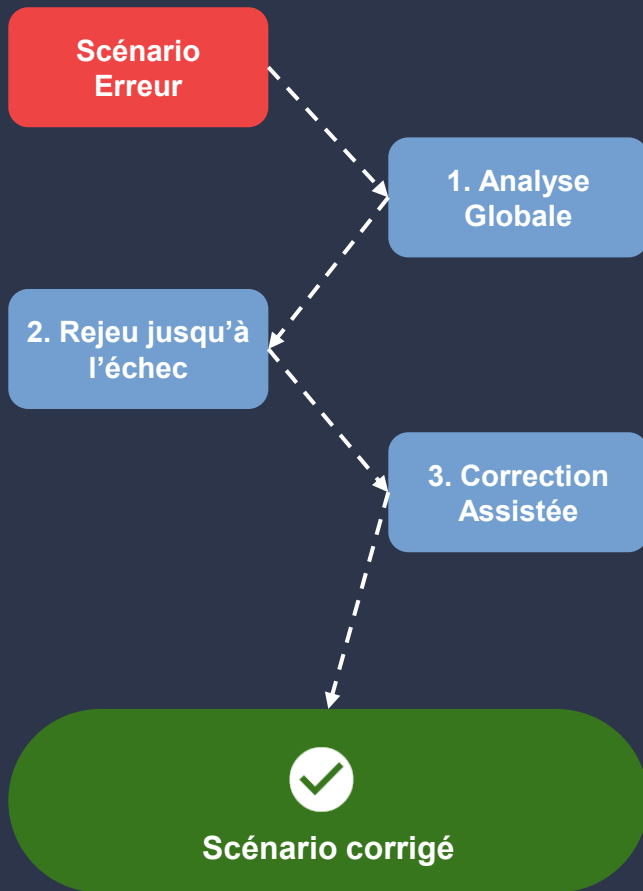 Scénario
Erreur
1. Analyse
Globale
2. Rejeu jusqu’à
l’échec
3. Correction
Assistée
Scénario corrigé